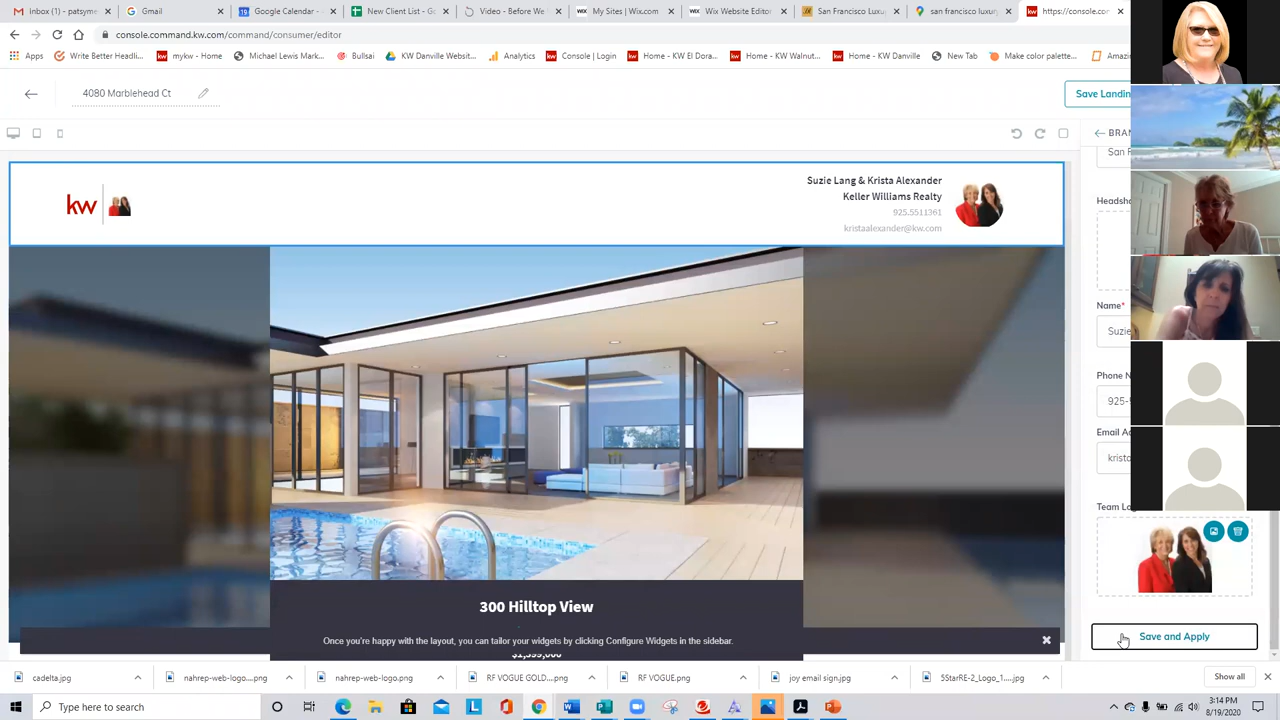 Inbox (1) - patsywe
Gmail
Google Calendar -
New Client List - G
Video - Before We
My Sites | Wix.com
Wix Website Editor
San Francisco Luxu
san francisco luxury
https://console.co
console.command.kw.com/command/consumer/editor
Apps
Write Better Headli...
mykw - Home
Michael Lewis Mark...
Bullsai
KW Danville Websit...
Analytics
Console | Login
Home - KW El Dora...
Home - KW Walnut...
Home - KW Danville
New Tab
Make color palette...
Amazin
4080 Marblehead Ct
Save Landin
BRAN
Suzie Lang & Krista Alexander
Keller Williams Realty
925.5511361
kristaalexander@kw.com
kw
Headsho
Name*
Suzie
Phone N
925-
Email Ad
krista
Team Lo
300 Hilltop View
Once you're happy with the layout, you can tailor your widgets by clicking Configure Widgets in the sidebar.
Save and Apply
cadelta.jpg
nahrep-web-logo....png
nahrep-web-logo.png
RF VOGUE GOLD....png
RF VOGUE.png
joy email sign.jpg
5StarRE-2_Logo_1....jpg
Show all
Type here to search
3:14 PM
8/19/2020